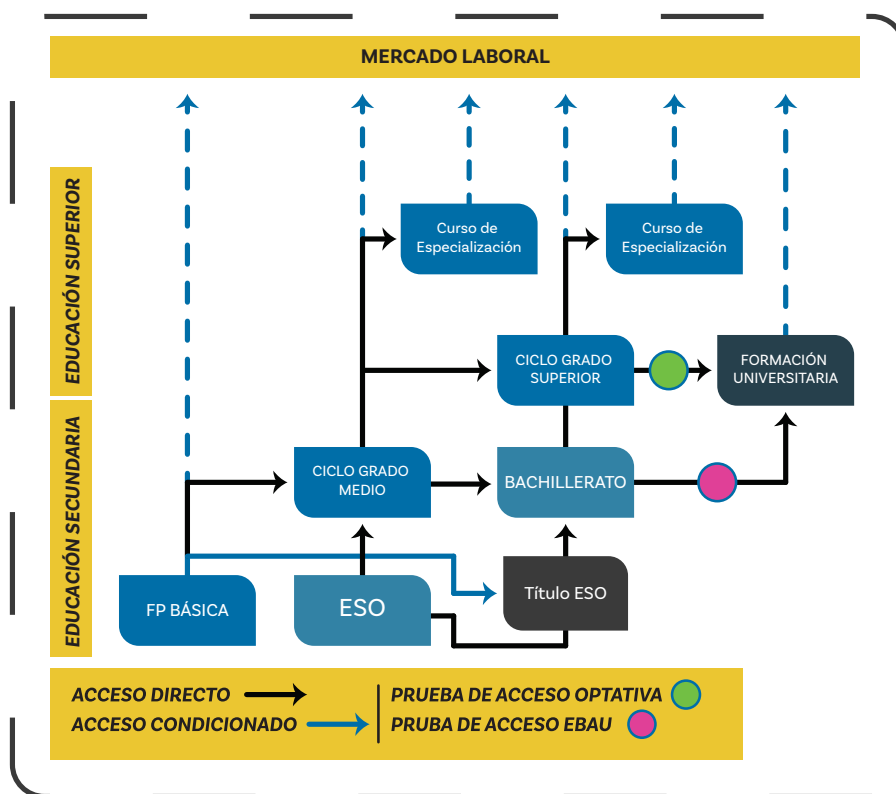 MERCADO LABORAL
EDUCACIÓN SUPERIOR
Curso de
Especialización
Curso de
Especialización
CICLO GRADO
SUPERIOR
FORMACIÓN
UNIVERSITARIA
EDUCACIÓN SECUNDARIA
CICLO GRADO
MEDIO
BACHILLERATO
FP BÁSICA
ESO
Título ESO
ACCESO DIRECTO
ACCESO CONDICIONADO
PRUEBA DE ACCESO OPTATIVA
PRUBA DE ACCESO EBAU